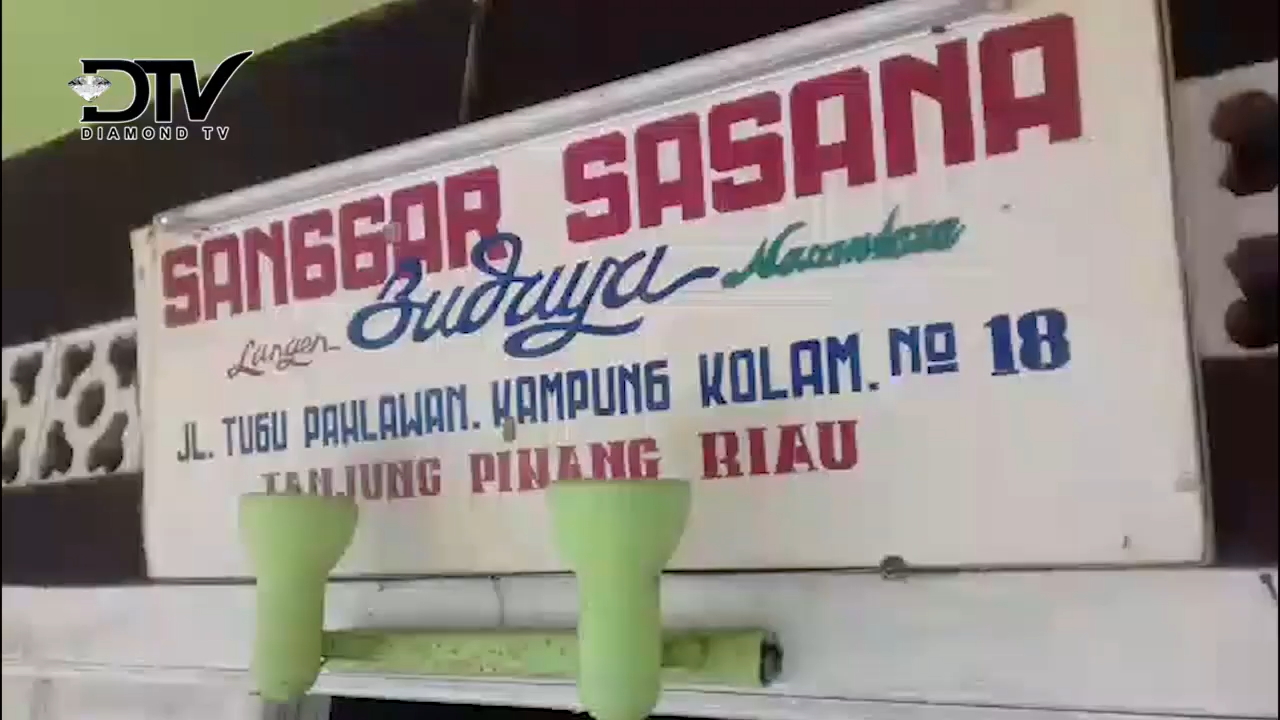 DTV
DIAMOND TV
SANGGAR SASANA
Langen Budaya
JL. TUGU PAHLAWAN. KAMPUNG KOLAM. No 18
TANJUNG PINANG RIAU